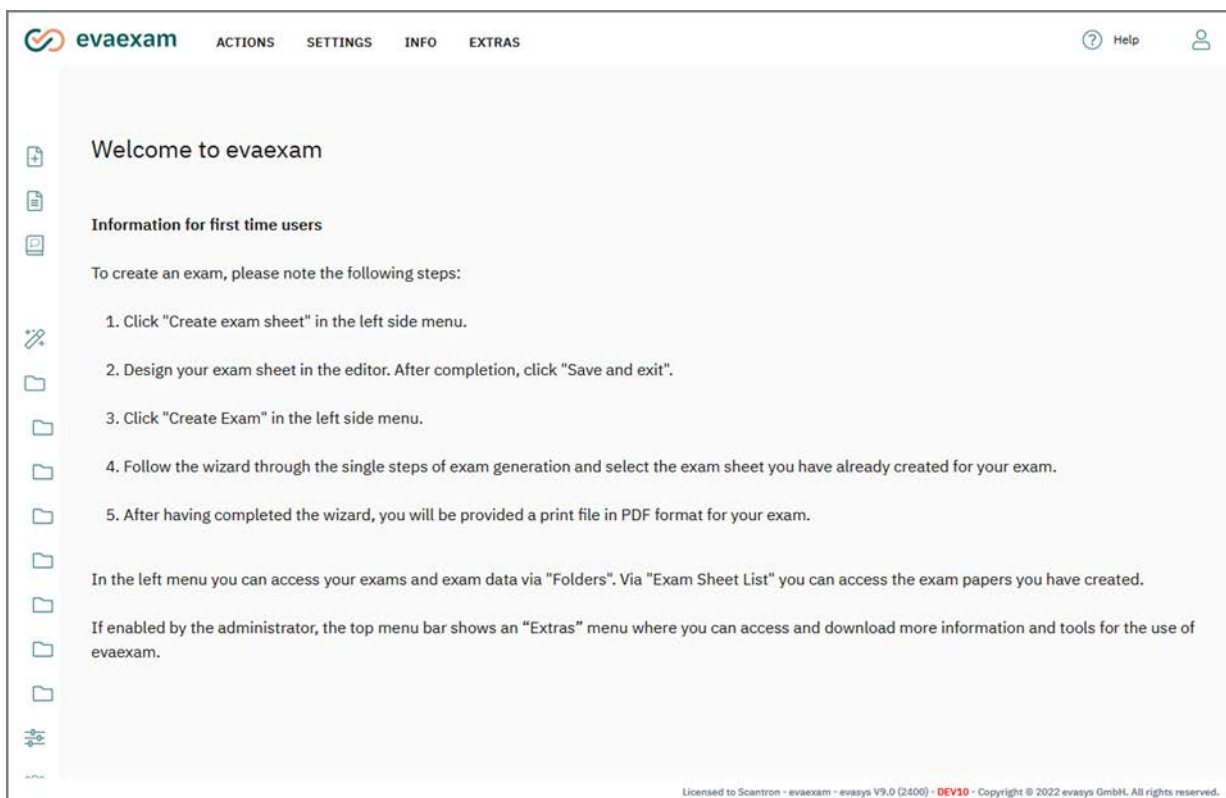 evaexam ACTIONS SETTINGS INFO EXTRAS Help
Welcome to evaexam
Information for first time users
To create an exam, please note the following steps:
1. Click "Create exam sheet" in the left side menu.
2. Design your exam sheet in the editor. After completion, click "Save and exit".
3. Click "Create Exam" in the left side menu.
4. Follow the wizard through the single steps of exam generation and select the exam sheet you have already created for your exam.
5. After having completed the wizard, you will be provided a print file in PDF format for your exam.
In the left menu you can access your exams and exam data via "Folders". Via "Exam Sheet List" you can access the exam papers you have created.
If enabled by the administrator, the top menu bar shows an “Extras” menu where you can access and download more information and tools for the use of
evaexam.
Licensed to Scantron - evaexam - evasys V9.0 (2400) - DEV10 - Copyright © 2022 evasys GmbH. All rights reserved.